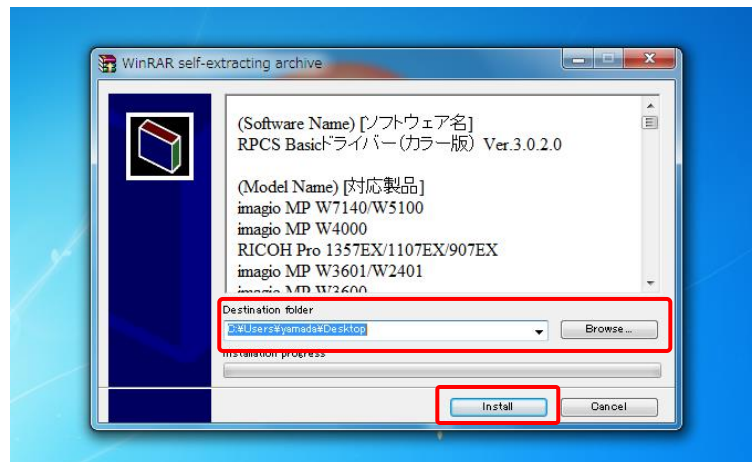 WinRAR self-extracting archive
(Software Name) [ソフトウェア名]
RPCS Basicﾄﾞライバー(カラー版) Ver.3.0.2.0
(Model Name) [対応製品]
imagio MP W7140/W5100
imagio MP W4000
RICOH Pro 1357EX/1107EX/907EX
imagio MP W3601/W2401
imagio MP W3600
Destination folder
C:¥Users¥yamada¥Desktop
Browse...
Installation progress
Install
Cancel